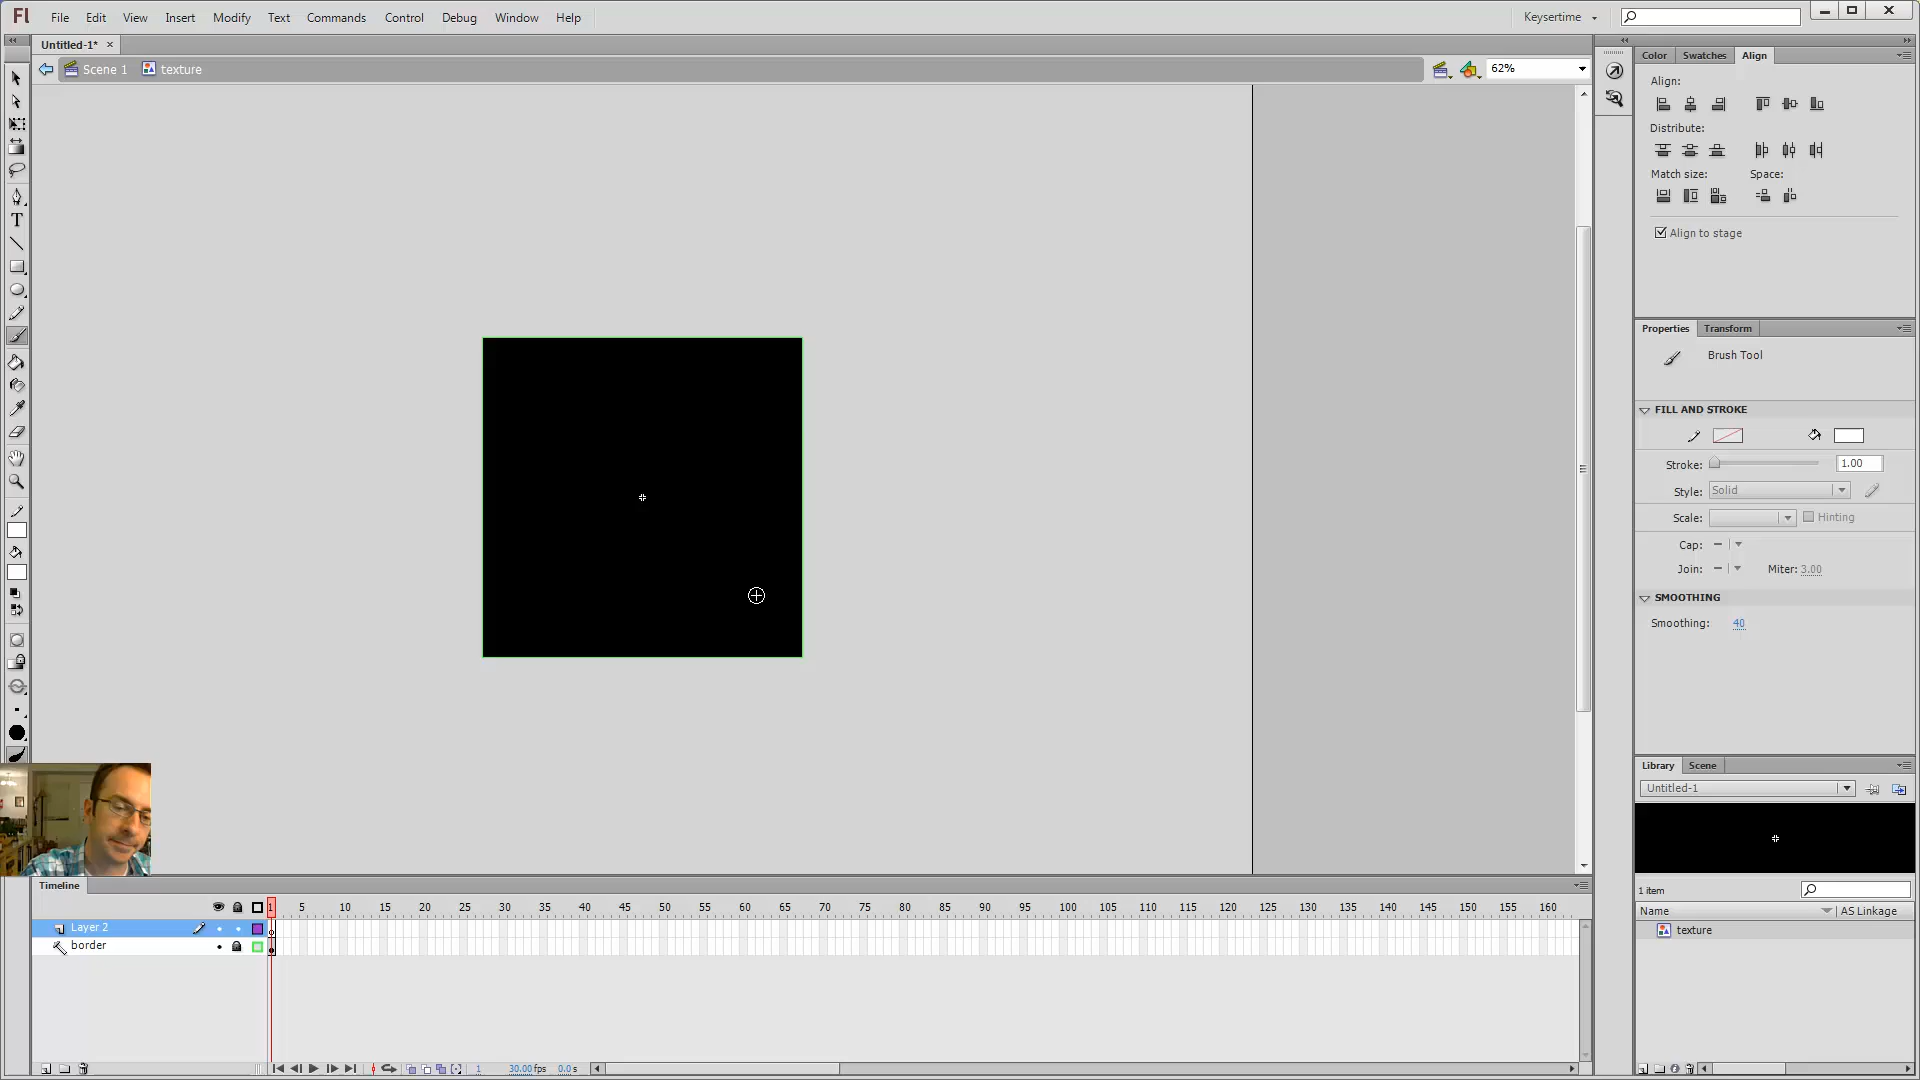 Fl File Edit View Insert Modify Text Commands Control Debug Window Help Keysertime
Untitled-1*
Scene 1 texture 62%
T
Color Swatches Align
Align:
Distribute:
Match size: Space:
Align to stage
Properties Transform
Brush Tool
FILL AND STROKE
Stroke: 1.00
Style: Solid
Scale: Hinting
Cap:
Join: Miter: 3.00
SMOOTHING
Smoothing: 40
Library Scene
Untitled-1
1 item
Name AS Linkage
texture
Timeline
1 5 10 15 20 25 30 35 40 45 50 55 60 65 70 75 80 85 90 95 100 105 110 115 120 125 130 135 140 145 150 155 160
Layer 2
border
1 30.00 fps 0.0 s